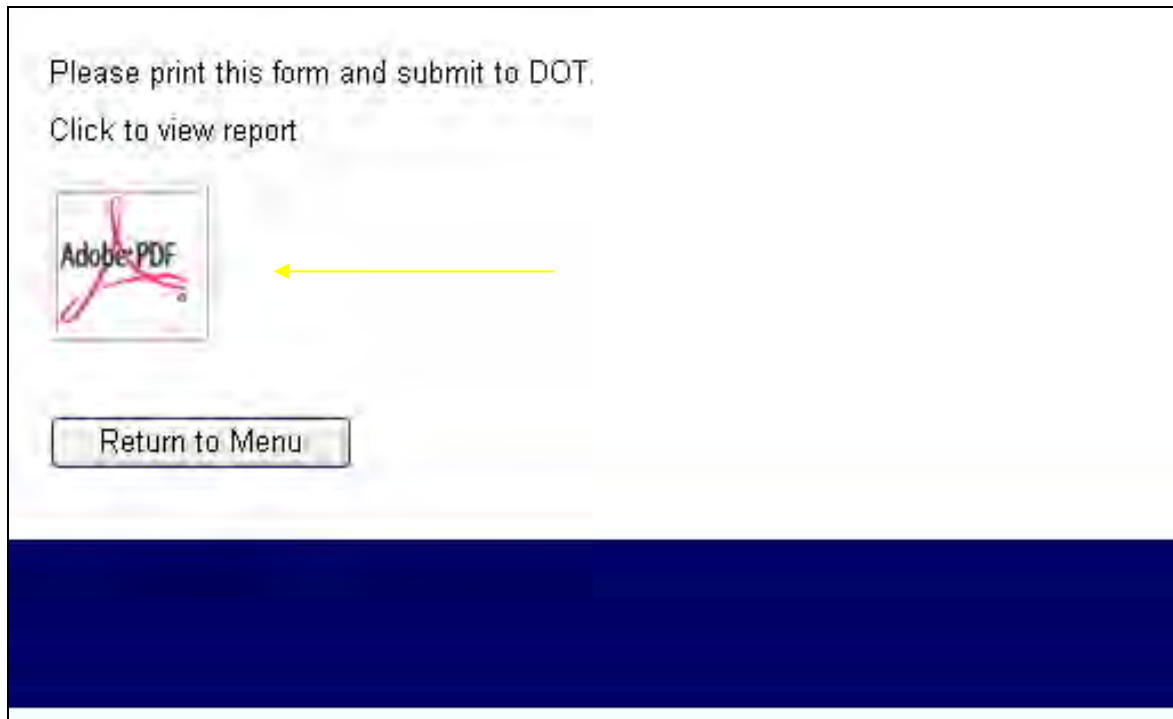 Please print this form and submit to DOT.
Click to view report
Adobe PDF
Return to Menu